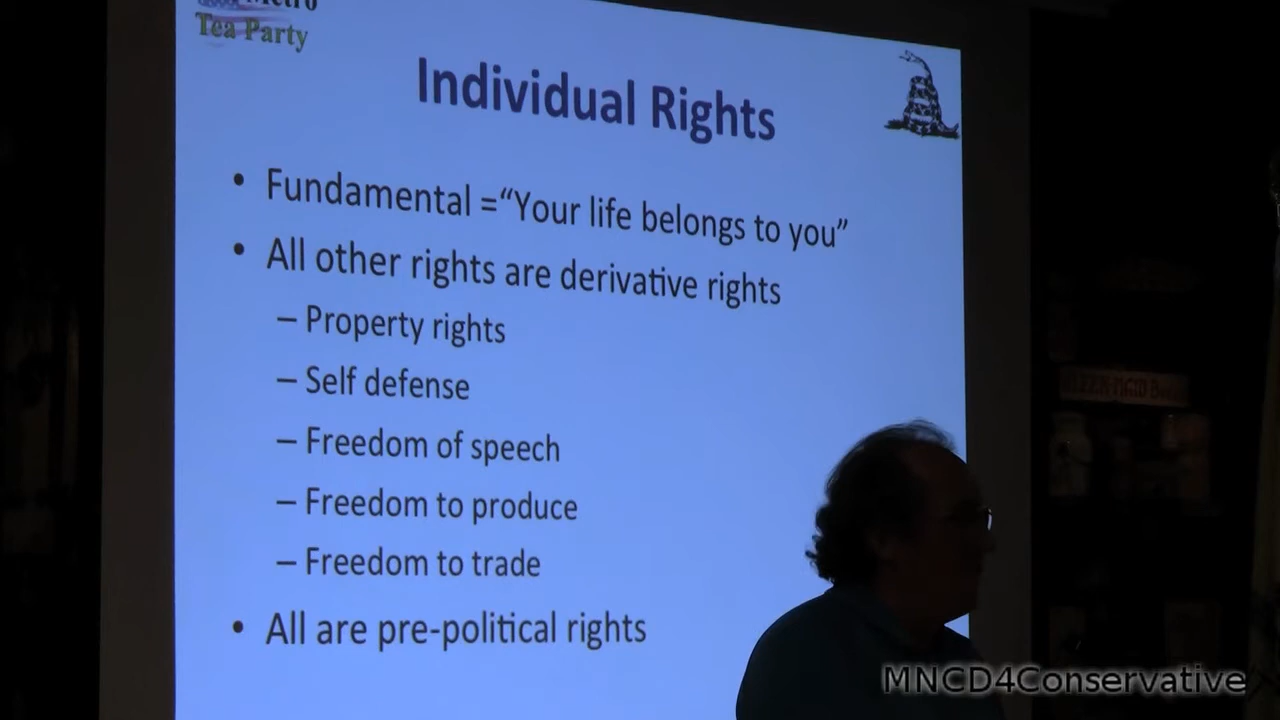 Metro
Tea Party
Individual Rights
• Fundamental =“Your life belongs to you”
• All other rights are derivative rights
– Property rights
– Self defense
– Freedom of speech
– Freedom to produce
– Freedom to trade
• All are pre-political rights
MNCD4Conservative